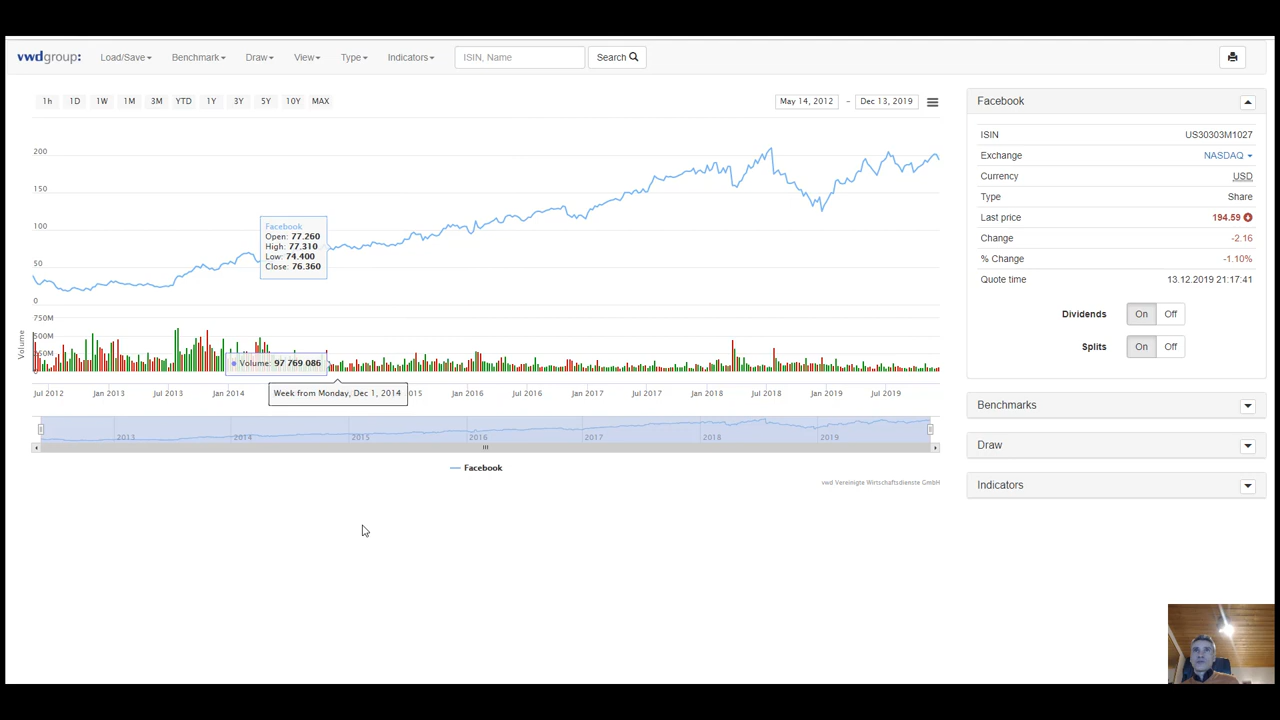 vwdgroup: Load/Save Benchmark Draw View Type Indicators ISIN, Name Search
1h 1D 1W 1M 3M YTD 1Y 3Y 5Y 10Y MAX May 14, 2012 - Dec 13, 2019
200
150
100
50
0
Facebook
Open: 77.260
High: 77.310
Low: 74.400
Close: 76.360
Volume
750M
500M
250M
0
Volume: 97 769 086
Jul 2012 Jan 2013 Jul 2013 Jan 2014 2015 Jul 2015 Jan 2016 Jul 2016 Jan 2017 Jul 2017 Jan 2018 Jul 2018 Jan 2019 Jul 2019
Week from Monday, Dec 1, 2014
2013 2014 2015 2016 2017 2018 2019
Facebook
vwd Vereinigte Wirtschaftsdienste GmbH
Facebook
ISIN US30303M1027
Exchange NASDAQ
Currency USD
Type Share
Last price 194.59
Change -2.16
% Change -1.10%
Quote time 13.12.2019 21:17:41
Dividends On Off
Splits On Off
Benchmarks
Draw
Indicators